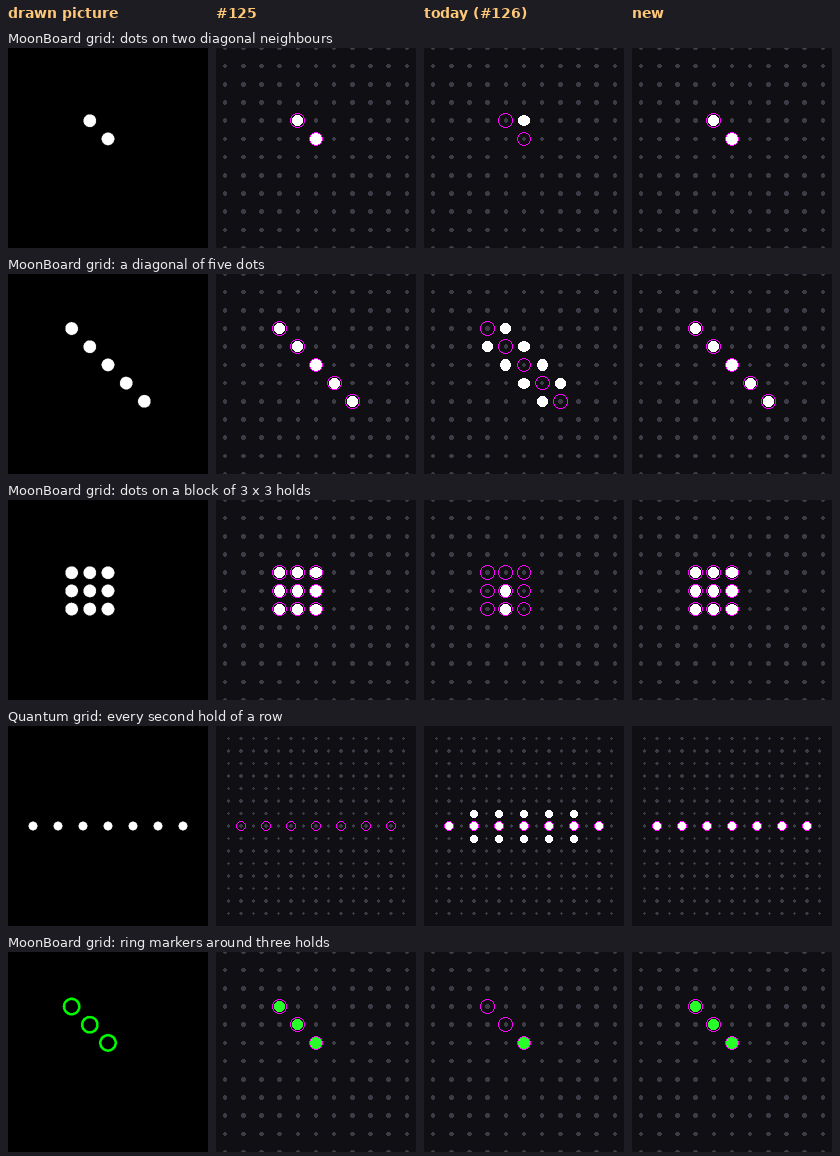 drawn picture #125 today (#126) new
MoonBoard grid: dots on two diagonal neighbours
MoonBoard grid: a diagonal of five dots
MoonBoard grid: dots on a block of 3 x 3 holds
Quantum grid: every second hold of a row
MoonBoard grid: ring markers around three holds